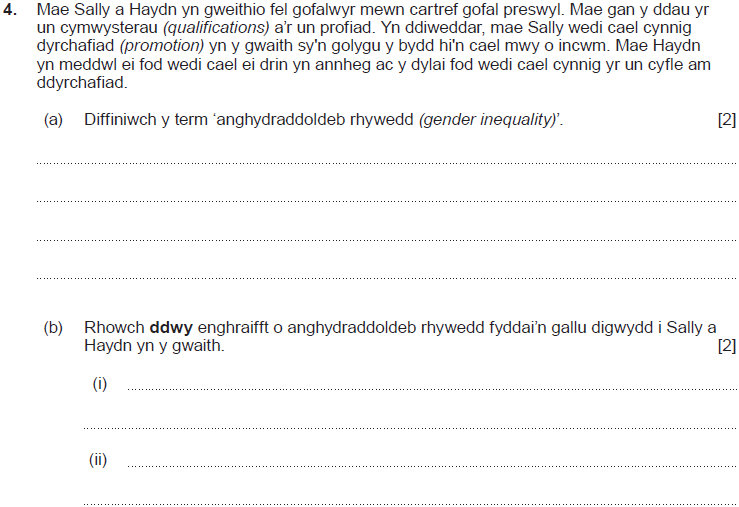 4. Mae Sally a Haydn yn gweithio fel gofalwyr mewn cartref gofal preswyl. Mae gan y ddau yr
un cymwysterau (qualifications) a'r un profiad. Yn ddiweddar, mae Sally wedi cael cynnig
dyrchafiad (promotion) yn y gwaith sy'n golygu y bydd hi'n cael mwy o incwm. Mae Haydn
yn meddwl ei fod wedi cael ei drin yn annheg ac y dylai fod wedi cael cynnig yr un cyfle am
ddyrchafiad.
(a) Diffiniwch y term 'anghydraddoldeb rhywedd (gender inequality)'. [2]
(b) Rhowch ddwy enghraifft o anghydraddoldeb rhywedd fyddai'n gallu digwydd i Sally a
Haydn yn y gwaith. [2]
(i)
(ii)